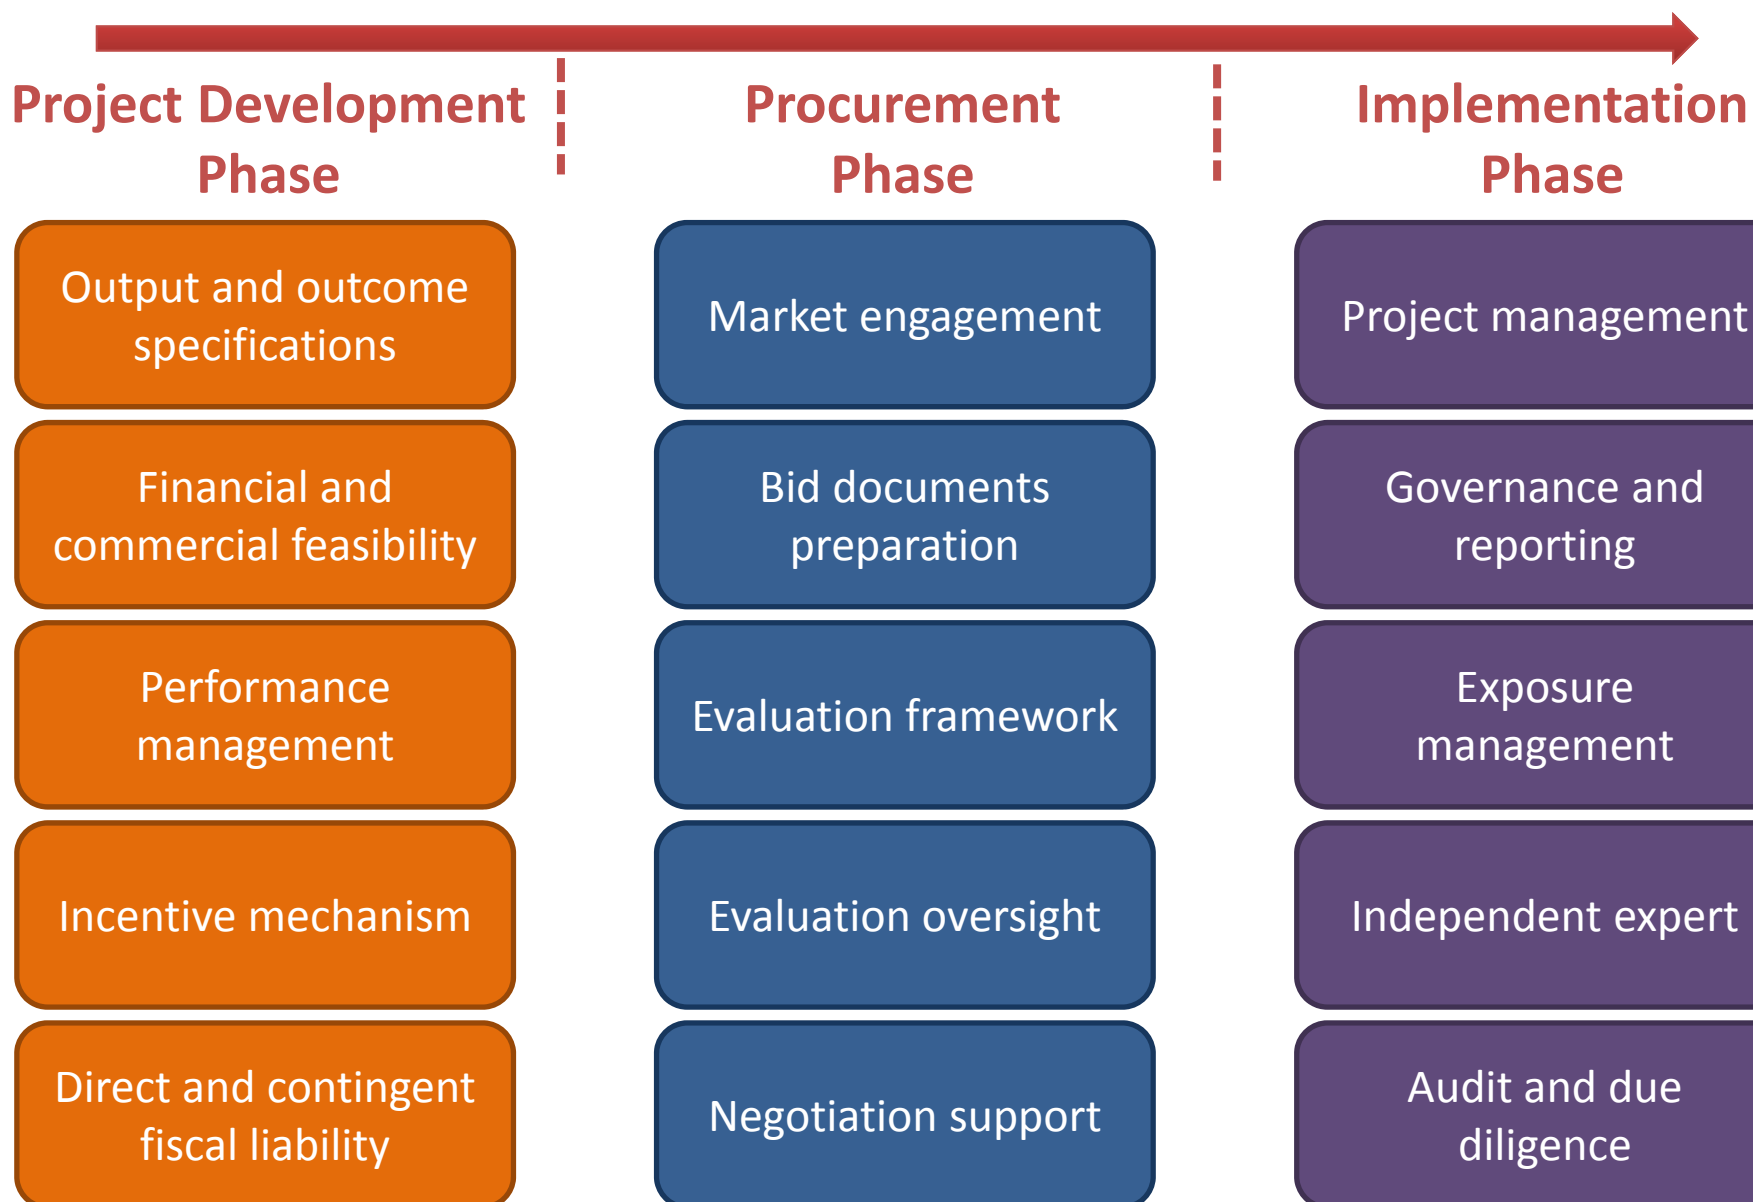 Project Development
Phase
Procurement
Phase
Implementation
Phase
Output and outcome
specifications
Financial and
commercial feasibility
Performance
management
Incentive mechanism
Direct and contingent
fiscal liability
Market engagement
Bid documents
preparation
Evaluation framework
Evaluation oversight
Negotiation support
Project management
Governance and
reporting
Exposure
management
Independent expert
Audit and due
diligence